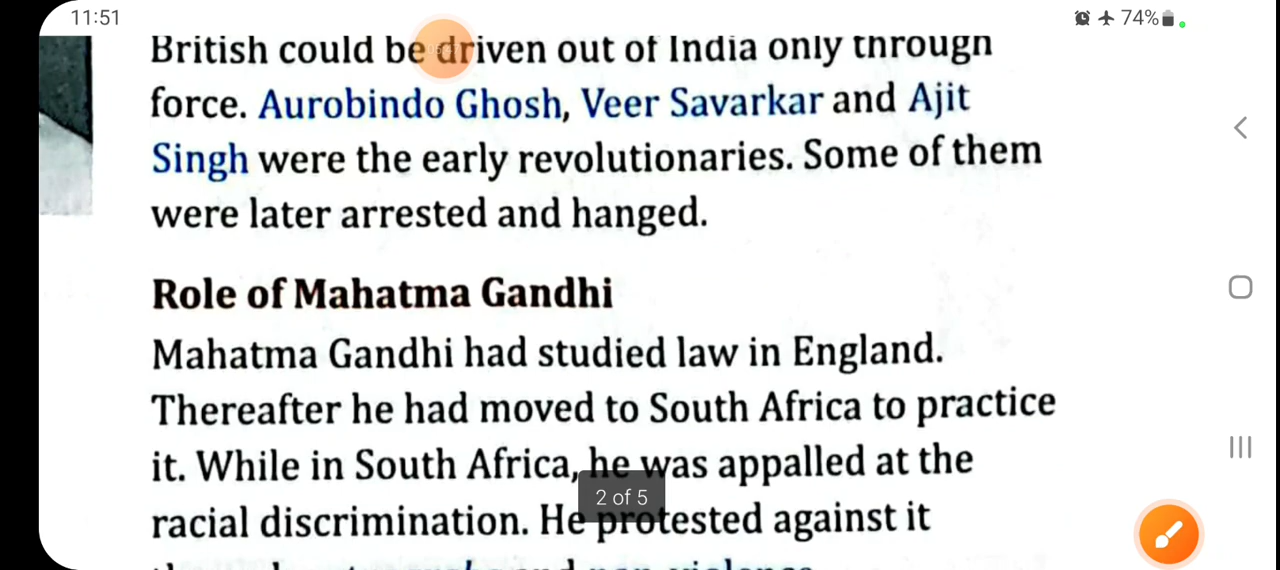 11:51
74%
British could be driven out of India only through
force. Aurobindo Ghosh, Veer Savarkar and Ajit
Singh were the early revolutionaries. Some of them
were later arrested and hanged.
Role of Mahatma Gandhi
Mahatma Gandhi had studied law in England.
Thereafter he had moved to South Africa to practice
it. While in South Africa, he was appalled at the
2 of 5
racial discrimination. He protested against it
and non-violence